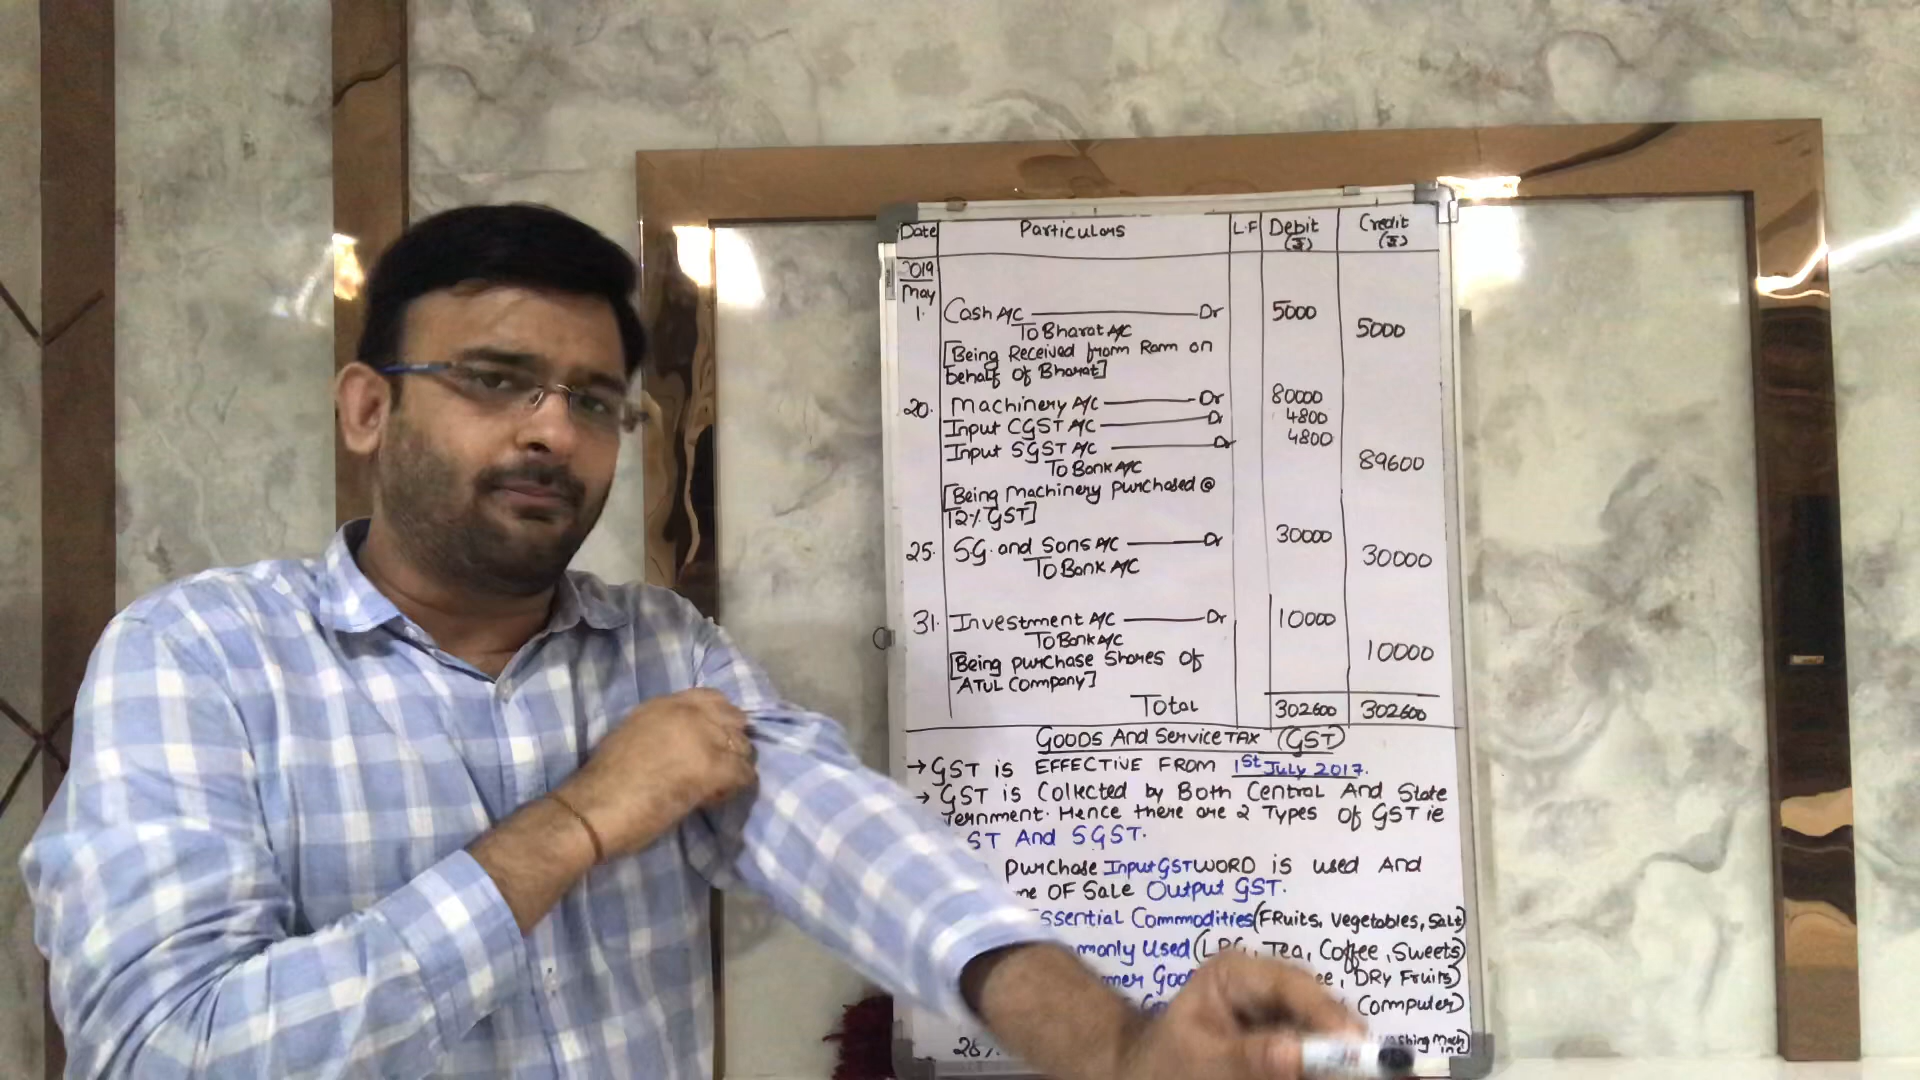 Date Particulars L.F Debit (₹) Credit (₹)
2019
May
1. Cash A/C Dr 5000
To Bharat A/C 5000
[Being Received from Ram on
behalf Of Bharat]
20. Machinery A/C Dr 80000
Input CGST A/C Dr 4800
Input SGST A/C Dr 4800
To Bank A/C 89600
[Being Machinery purchased @
12% GST]
25. S.G. and Sons A/C Dr 30000
To Bank A/C 30000
31. Investment A/C Dr 10000
To Bank A/C 10000
[Being purchase Shares Of
ATUL Company]
Total 302600 302600
GOODS And Service TAX (GST)
→ GST is EFFECTIVE FROM 1st July 2017.
→ GST is Collected by Both Central And State
ernment. Hence there are 2 Types Of GST ie
ST And SGST.
purchase Input GST WORD is used And
OF Sale Output GST.
Essential Commodities (FRuits, Vegetables, Salt)
monly Used (LPG, Tea, Coffee, Sweets)
mer Goo ee, DRy Fruits)
Computer)